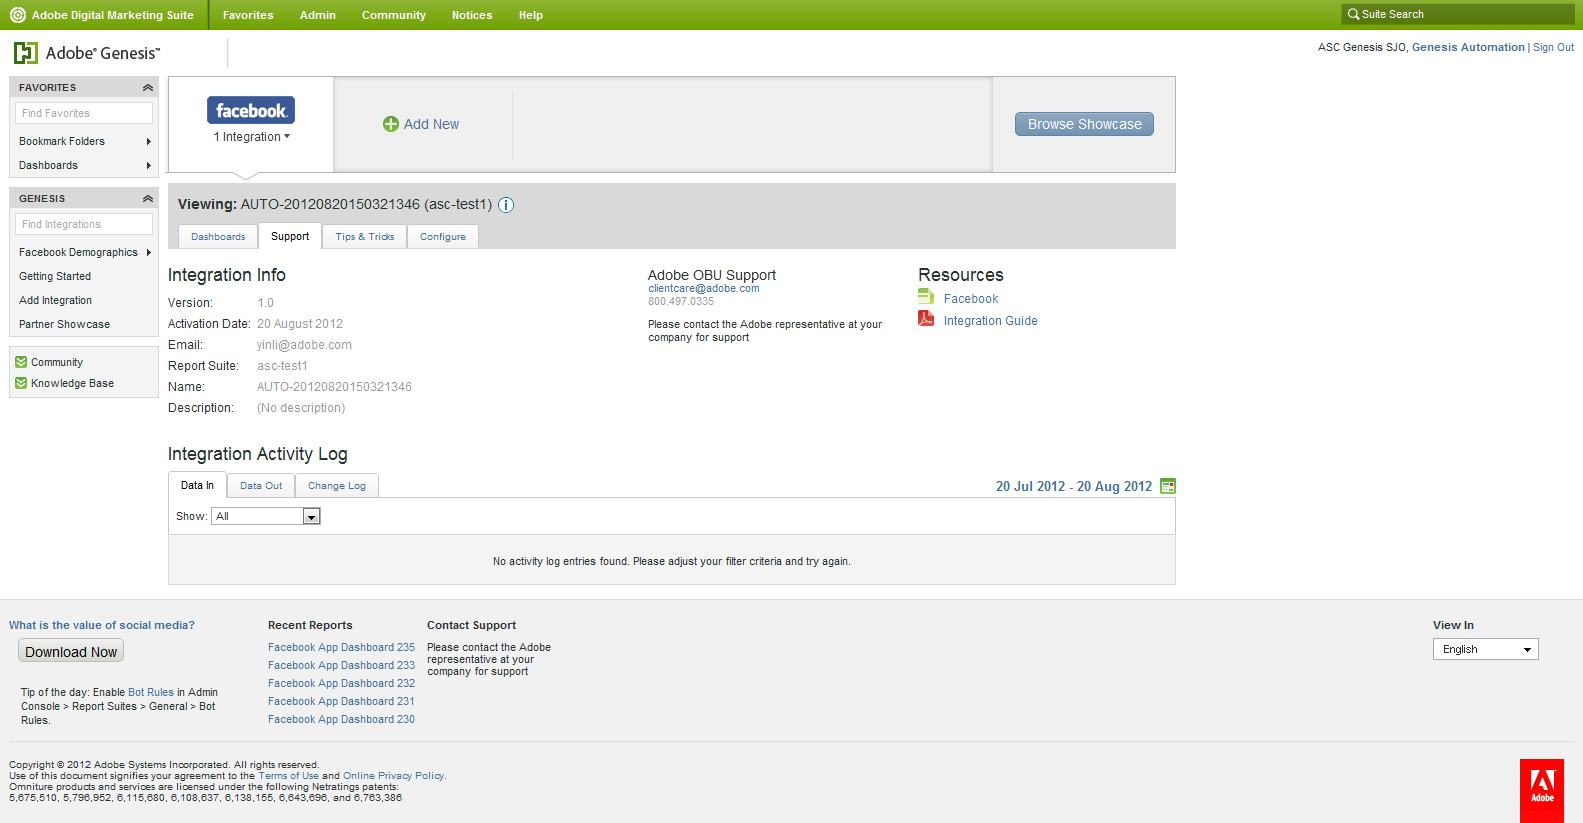 Adobe Digital Marketing Suite
Favorites
Admin
Community
Notices
Help
Suite Search
Adobe® Genesis™
ASC Genesis SJO, Genesis Automation | Sign Out
FAVORITES
Find Favorites
Bookmark Folders
Dashboards
GENESIS
Find Integrations
Facebook Demographics
Getting Started
Add Integration
Partner Showcase
Community
Knowledge Base
facebook.
1 Integration
Add New
Browse Showcase
Viewing: AUTO-20120820150321346 (asc-test1)
Dashboards
Support
Tips & Tricks
Configure
Integration Info
Version: 1.0
Activation Date: 20 August 2012
Email: yinli@adobe.com
Report Suite: asc-test1
Name: AUTO-20120820150321346
Description: (No description)
Adobe OBU Support
clientcare@adobe.com
800.497.0335
Please contact the Adobe representative at your
company for support
Resources
Facebook
Integration Guide
Integration Activity Log
Data In
Data Out
Change Log
20 Jul 2012 - 20 Aug 2012
Show: All
No activity log entries found. Please adjust your filter criteria and try again.
What is the value of social media?
Download Now
Tip of the day: Enable Bot Rules in Admin
Console > Report Suites > General > Bot
Rules.
Recent Reports
Facebook App Dashboard 235
Facebook App Dashboard 233
Facebook App Dashboard 232
Facebook App Dashboard 231
Facebook App Dashboard 230
Contact Support
Please contact the Adobe
representative at your
company for support
View In
English
Copyright © 2012 Adobe Systems Incorporated. All rights reserved.
Use of this document signifies your agreement to the Terms of Use and Online Privacy Policy.
Omniture products and services are licensed under the following Netratings patents:
5,675,510, 5,796,952, 6,115,680, 6,108,637, 6,138,155, 6,643,696, and 6,763,386
Adobe